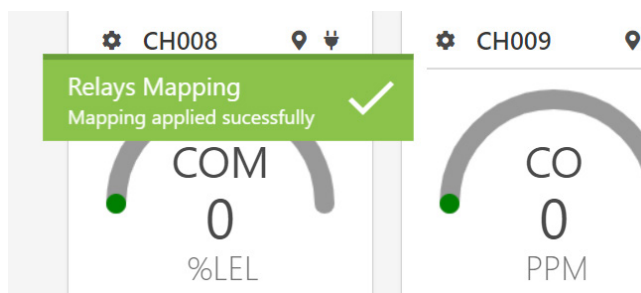 CH008
CH009
Relays Mapping
Mapping applied sucessfully
COM
CO
0
0
%LEL
PPM